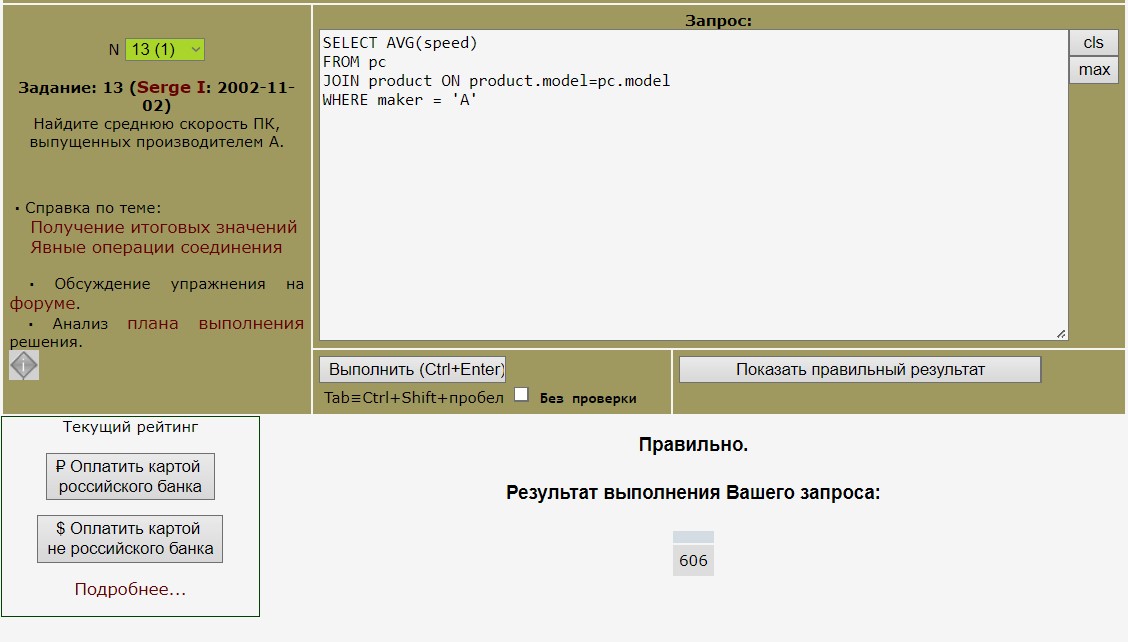 N 13 (1)
Задание: 13 (Serge I: 2002-11-
02)
Найдите среднюю скорость ПК,
выпущенных производителем A.
· Справка по теме:
Получение итоговых значений
Явные операции соединения
· Обсуждение упражнения на
форуме.
· Анализ плана выполнения
решения.
Запрос:
SELECT AVG(speed)
FROM pc
JOIN product ON product.model=pc.model
WHERE maker = 'A'
cls
max
Выполнить (Ctrl+Enter)
Tab≡Ctrl+Shift+пробел Без проверки
Показать правильный результат
Текущий рейтинг
₽ Оплатить картой
российского банка
$ Оплатить картой
не российского банка
Подробнее...
Правильно.
Результат выполнения Вашего запроса:
606